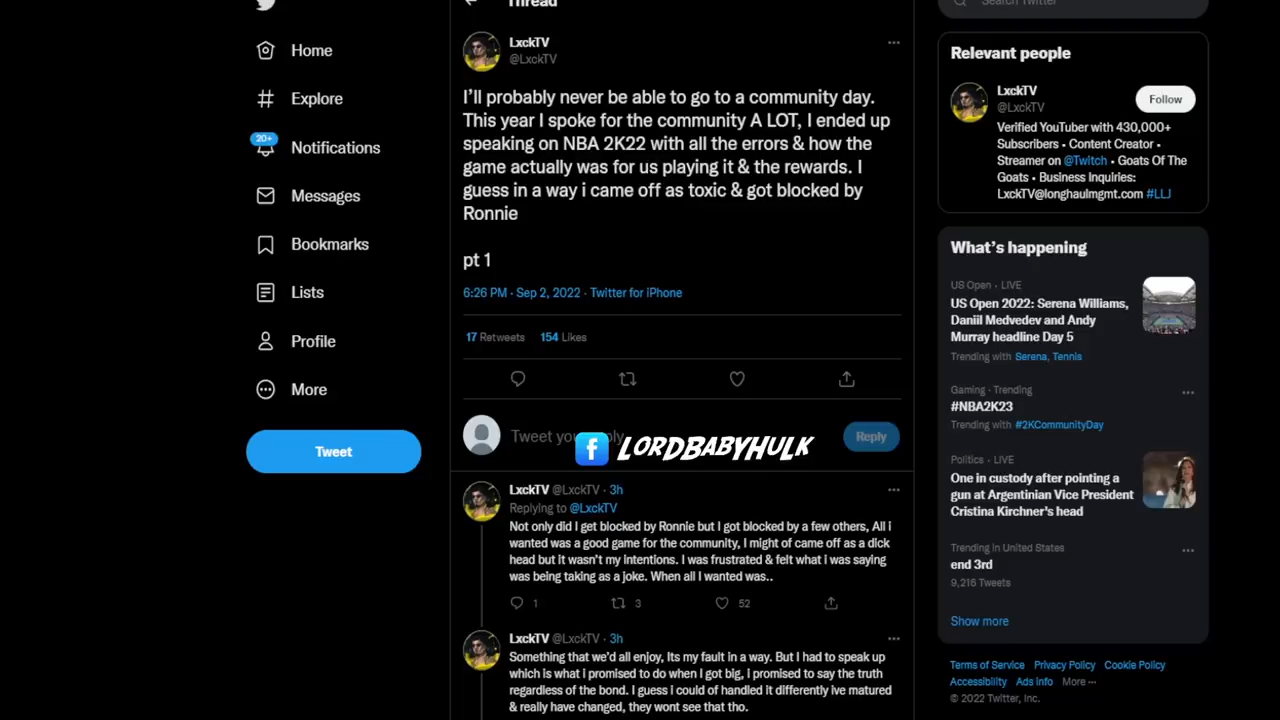 Thread
Search Twitter
LxckTV
@LxckTV
I'll probably never be able to go to a community day.
This year I spoke for the community A LOT, I ended up
speaking on NBA 2K22 with all the errors & how the
game actually was for us playing it & the rewards. I
guess in a way i came off as toxic & got blocked by
Ronnie
pt 1
6:26 PM · Sep 2, 2022 · Twitter for iPhone
17 Retweets 154 Likes
Tweet your reply
Reply
LORDBABYHULK
LxckTV @LxckTV · 3h
Replying to @LxckTV
Not only did I get blocked by Ronnie but I got blocked by a few others, All i
wanted was a good game for the community, I might of came off as a dick
head but it wasn't my intentions. I was frustrated & felt what i was saying
was being taking as a joke. When all I wanted was..
1 3 52
LxckTV @LxckTV · 3h
Something that we'd all enjoy, Its my fault in a way. But I had to speak up
which is what I promised to do when I got big, I promised to say the truth
regardless of the bond. I guess i could of handled it differently ive matured
& really have changed, they wont see that tho.
Home
Explore
20+
Notifications
Messages
Bookmarks
Lists
Profile
More
Tweet
Relevant people
LxckTV
@LxckTV
Follow
Verified YouTuber with 430,000+
Subscribers • Content Creator •
Streamer on @Twitch • Goats Of The
Goats • Business Inquiries:
LxckTV@longhaulmgmt.com #LLJ
What's happening
US Open · LIVE
US Open 2022: Serena Williams,
Daniil Medvedev and Andy
Murray headline Day 5
Trending with Serena, Tennis
Gaming · Trending
#NBA2K23
Trending with #2KCommunityDay
Politics · LIVE
One in custody after pointing a
gun at Argentinian Vice President
Cristina Kirchner's head
Trending in United States
end 3rd
9,216 Tweets
Show more
Terms of Service Privacy Policy Cookie Policy
Accessibility Ads info More ···
© 2022 Twitter, Inc.